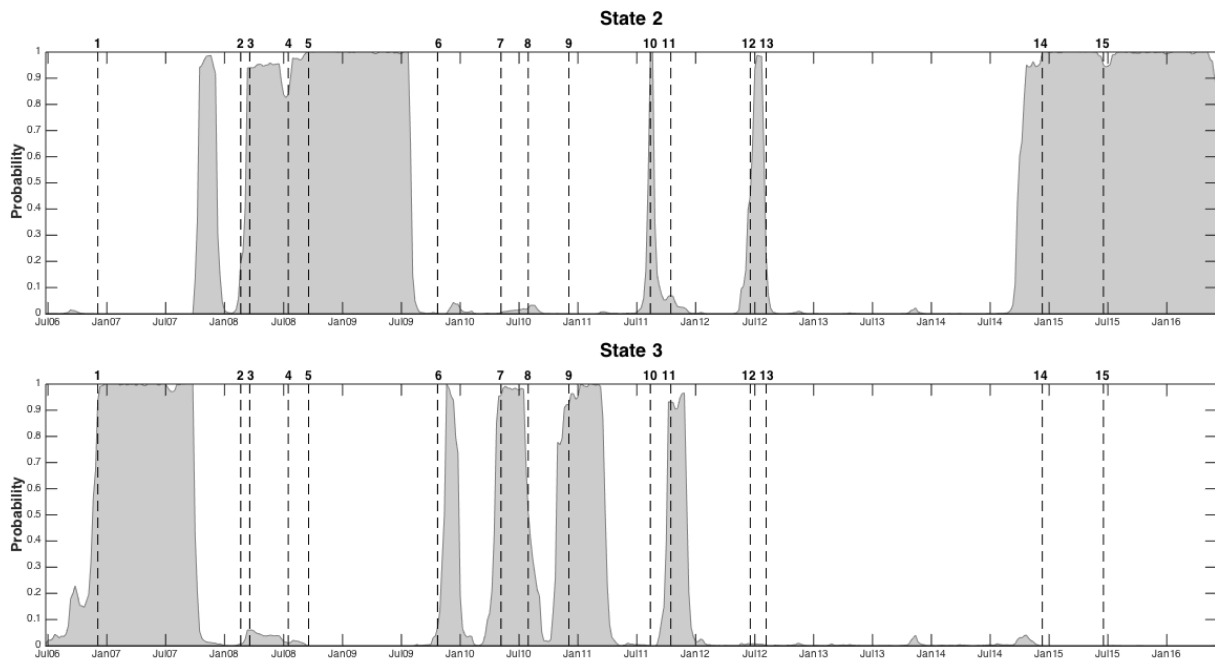 State 2
1 2 3 4 5 6 7 8 9 10 11 12 13 14 15
Probability
1
0.9
0.8
0.7
0.6
0.5
0.4
0.3
0.2
0.1
0
Jul06 Jan07 Jul07 Jan08 Jul08 Jan09 Jul09 Jan10 Jul10 Jan11 Jul11 Jan12 Jul12 Jan13 Jul13 Jan14 Jul14 Jan15 Jul15 Jan16
State 3
1 2 3 4 5 6 7 8 9 10 11 12 13 14 15
Probability
1
0.9
0.8
0.7
0.6
0.5
0.4
0.3
0.2
0.1
0
Jul06 Jan07 Jul07 Jan08 Jul08 Jan09 Jul09 Jan10 Jul10 Jan11 Jul11 Jan12 Jul12 Jan13 Jul13 Jan14 Jul14 Jan15 Jul15 Jan16